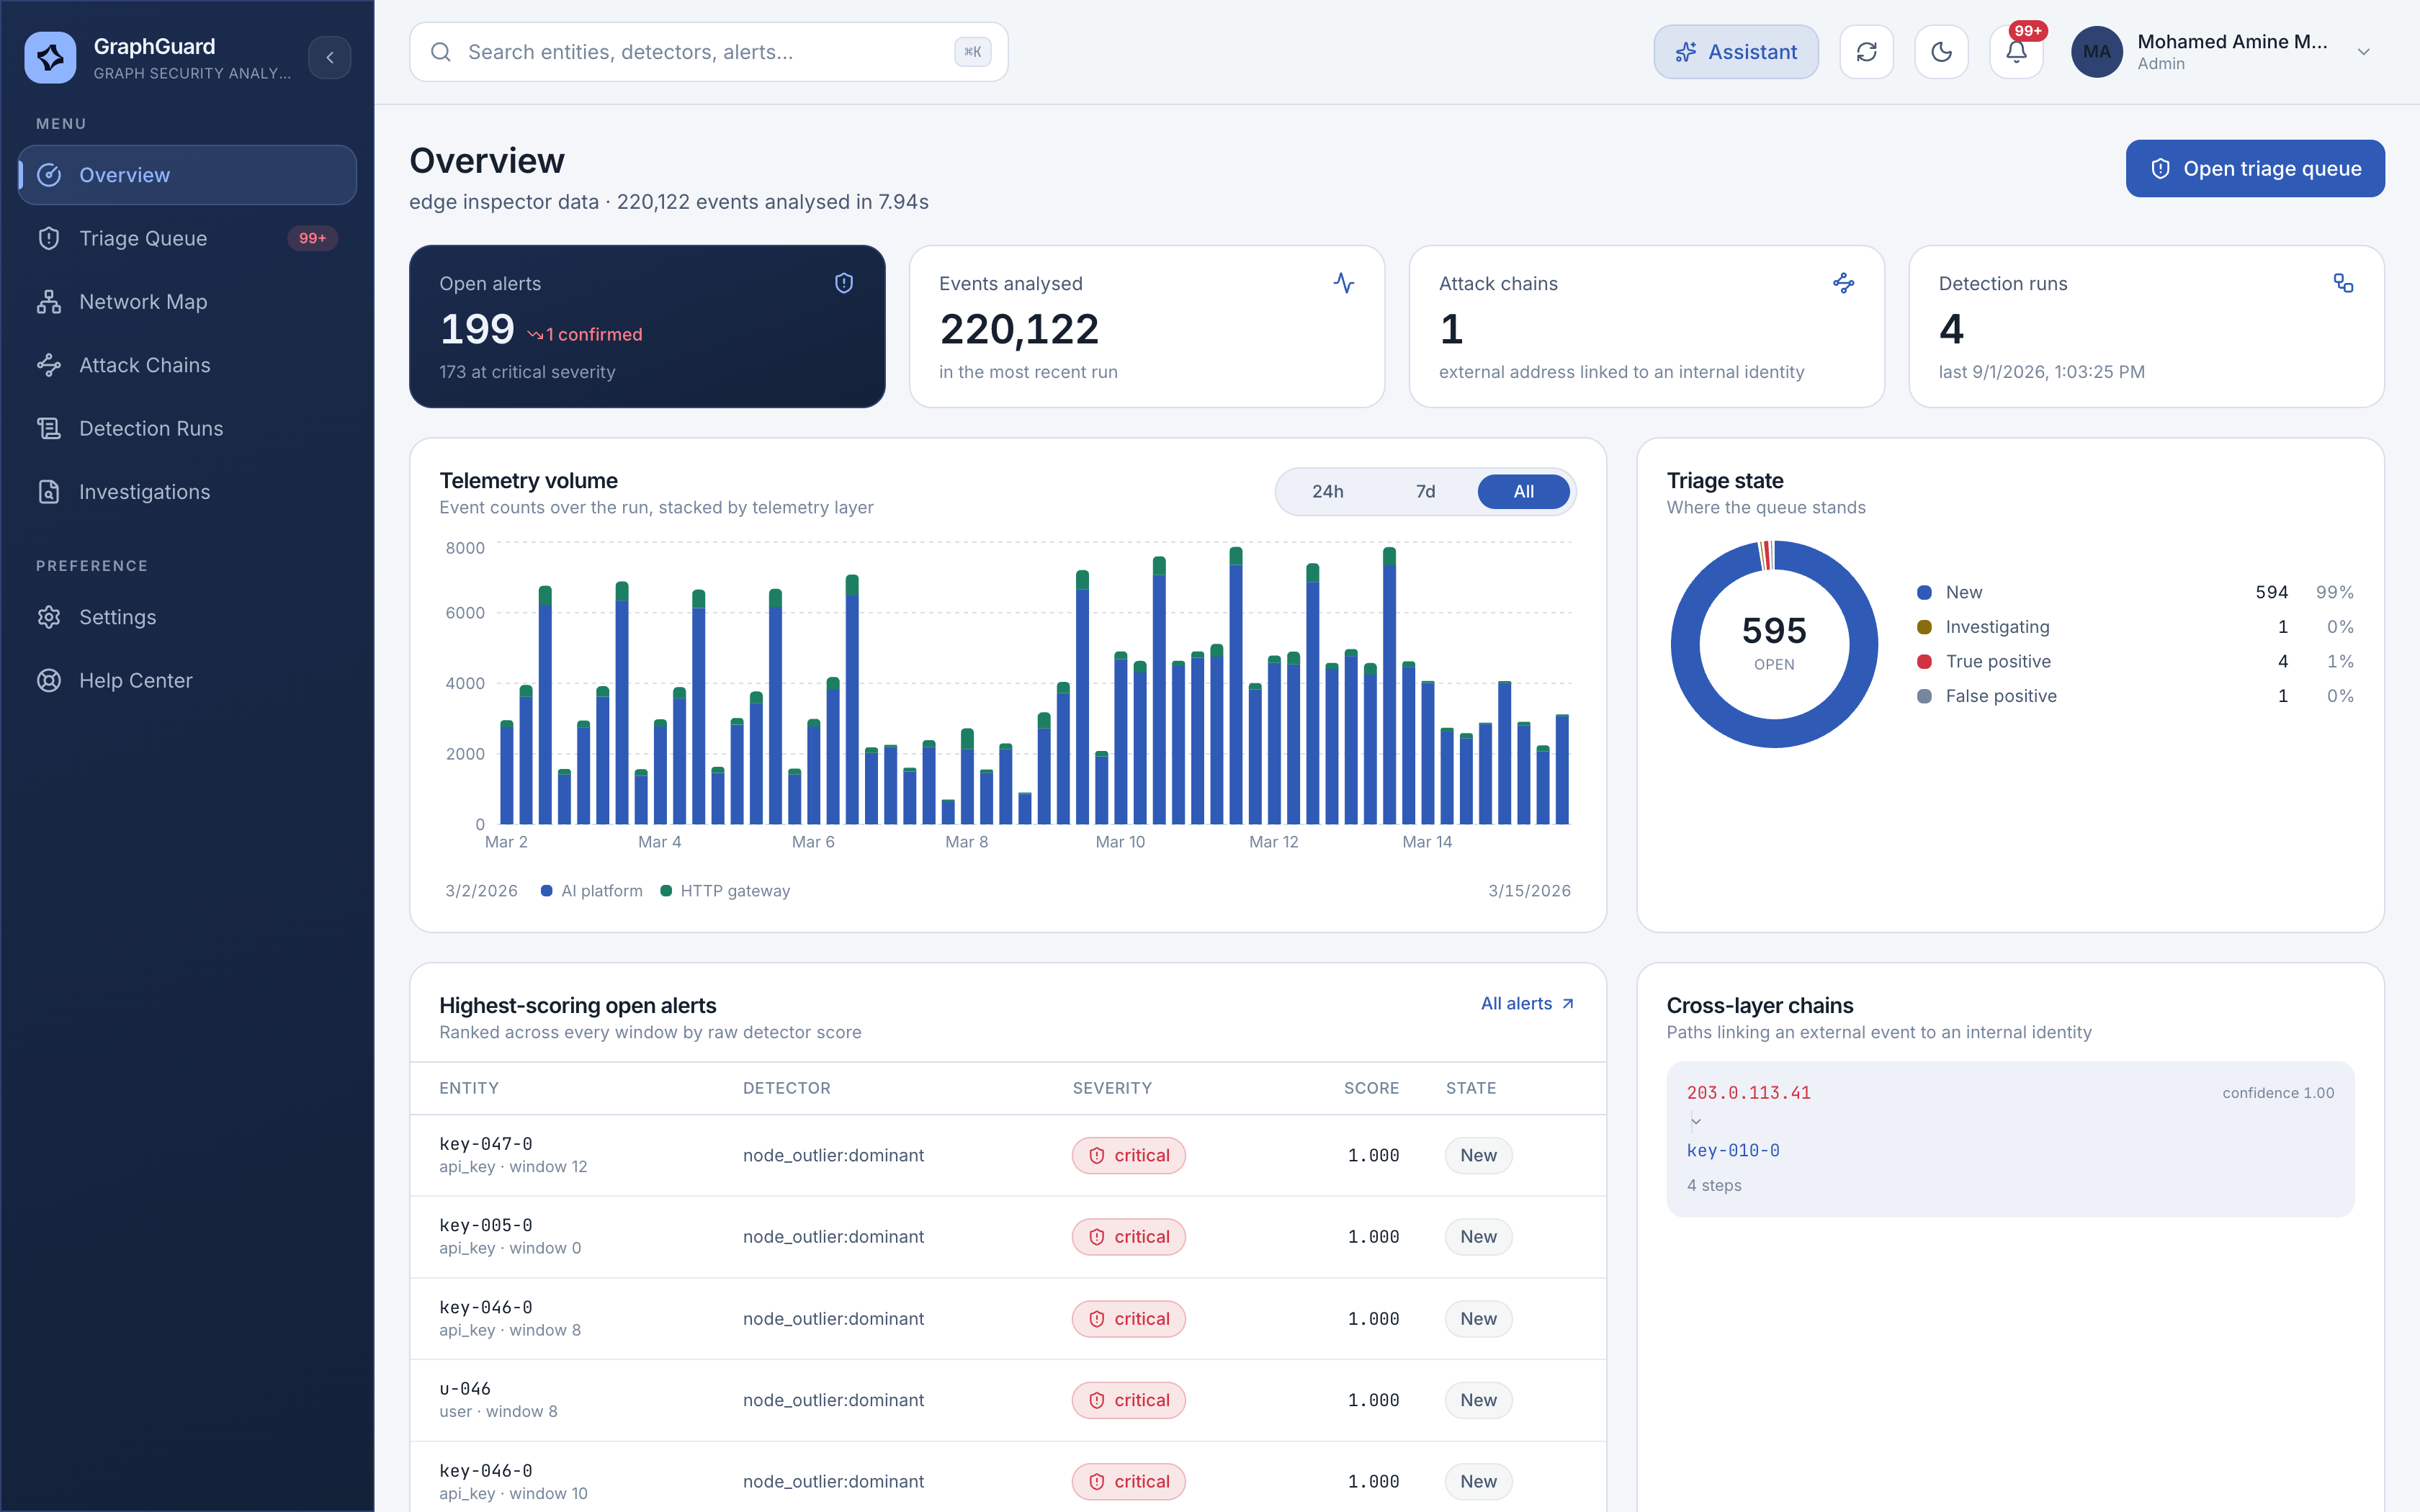 GraphGuard
GRAPH SECURITY ANALY...
MENU
Overview
Triage Queue 99+
Network Map
Attack Chains
Detection Runs
Investigations
PREFERENCE
Settings
Help Center
Search entities, detectors, alerts... ⌘K
Assistant
99+
MA
Mohamed Amine M...
Admin
Overview
edge inspector data · 220,122 events analysed in 7.94s
Open triage queue
Open alerts
199 1 confirmed
173 at critical severity
Events analysed
220,122
in the most recent run
Attack chains
1
external address linked to an internal identity
Detection runs
4
last 9/1/2026, 1:03:25 PM
Telemetry volume
Event counts over the run, stacked by telemetry layer
24h 7d All
8000
6000
4000
2000
0
Mar 2 Mar 4 Mar 6 Mar 8 Mar 10 Mar 12 Mar 14
3/2/2026 AI platform HTTP gateway 3/15/2026
Triage state
Where the queue stands
595
OPEN
New 594 99%
Investigating 1 0%
True positive 4 1%
False positive 1 0%
Highest-scoring open alerts
Ranked across every window by raw detector score
All alerts
ENTITY DETECTOR SEVERITY SCORE STATE
key-047-0
api_key · window 12
node_outlier:dominant critical 1.000 New
key-005-0
api_key · window 0
node_outlier:dominant critical 1.000 New
key-046-0
api_key · window 8
node_outlier:dominant critical 1.000 New
u-046
user · window 8
node_outlier:dominant critical 1.000 New
key-046-0
api_key · window 10
node_outlier:dominant critical 1.000 New
Cross-layer chains
Paths linking an external event to an internal identity
203.0.113.41 confidence 1.00
key-010-0
4 steps